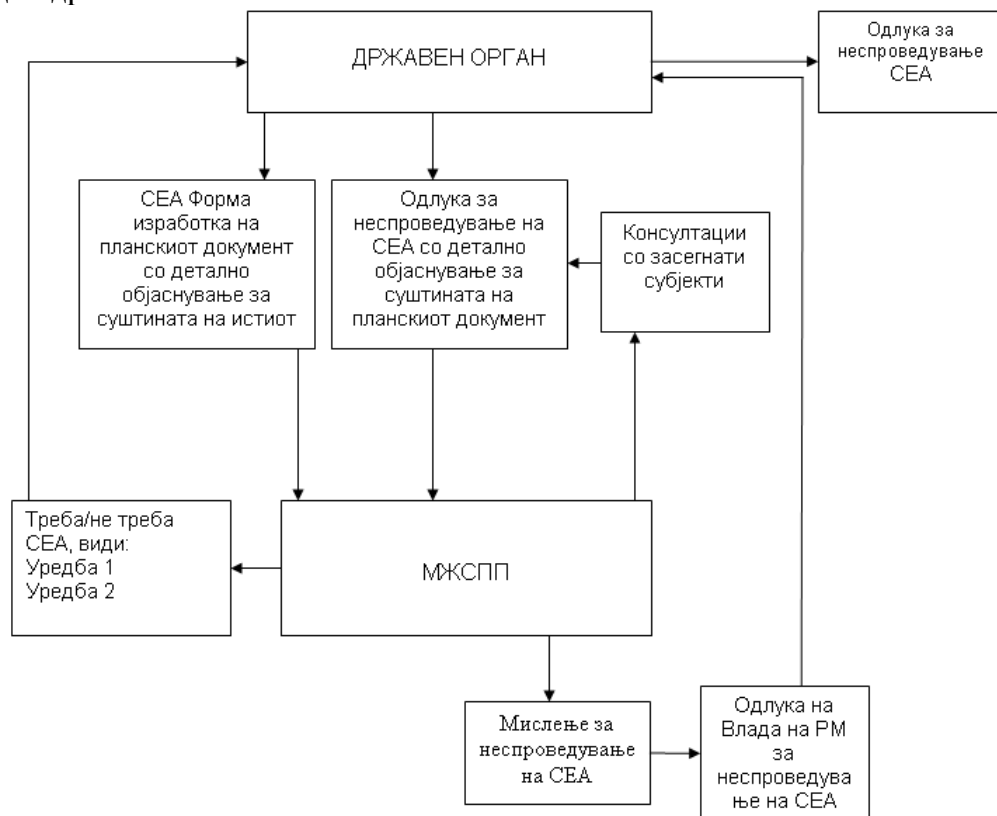 ДРЖАВЕН ОРГАН
Одлука за
неспроведување
СЕА
СЕА Форма
изработка на
планскиот документ
со детално
објаснување за
суштината на истиот
Одлука за
неспроведување на
СЕА со детално
објаснување за
суштината на
планскиот документ
Консултации
со засегнати
субјекти
Треба/не треба
СЕА, види:
Уредба 1
Уредба 2
МЖСПП
Мислење за
неспроведување
на СЕА
Одлука на
Влада на РМ
за
неспроведува
ње на СЕА